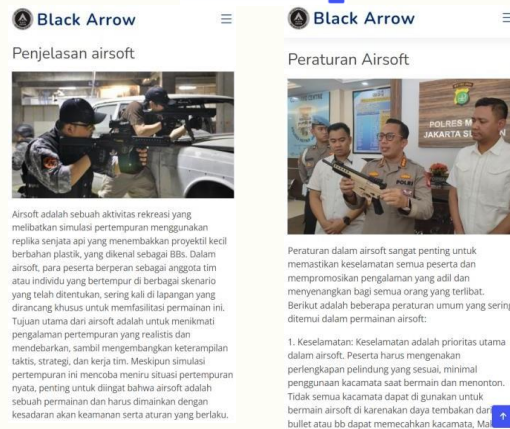 Black Arrow
Penjelasan airsoft
Airsoft adalah sebuah aktivitas rekreasi yang
melibatkan simulasi pertempuran menggunakan
replika senjata api yang menembakkan proyektil kecil
berbahan plastik, yang dikenal sebagai BBs. Dalam
airsoft, para peserta berperan sebagai anggota tim
atau individu yang bertempur di berbagai skenario
yang telah ditentukan, sering kali di lapangan yang
dirancang khusus untuk memfasilitasi permainan ini.
Tujuan utama dari airsoft adalah untuk menikmati
pengalaman pertempuran yang realistis dan
mendebarkan, sambil mengembangkan keterampilan
taktis, strategi, dan kerja tim. Meskipun simulasi
pertempuran ini mencoba meniru situasi pertempuran
nyata, penting untuk diingat bahwa airsoft adalah
sebuah permainan dan harus dimainkan dengan
kesadaran akan keamanan serta aturan yang berlaku.
Black Arrow
Peraturan Airsoft
POLRES M
JAKARTA S
POLRI
Peraturan dalam airsoft sangat penting untuk
memastikan keselamatan semua peserta dan
mempromosikan pengalaman yang adil dan
menyenangkan bagi semua orang yang terlibat.
Berikut adalah beberapa peraturan umum yang sering
ditemui dalam permainan airsoft:
1. Keselamatan: Keselamatan adalah prioritas utama
dalam airsoft. Peserta harus mengenakan
perlengkapan pelindung yang sesuai, minimal
penggunaan kacamata saat bermain dan menonton.
Tidak semua kacamata dapat di gunakan untuk
bermain airsoft di karenakan daya tembakan dari
bullet atau bb dapat memecahkan kacamata, Mak